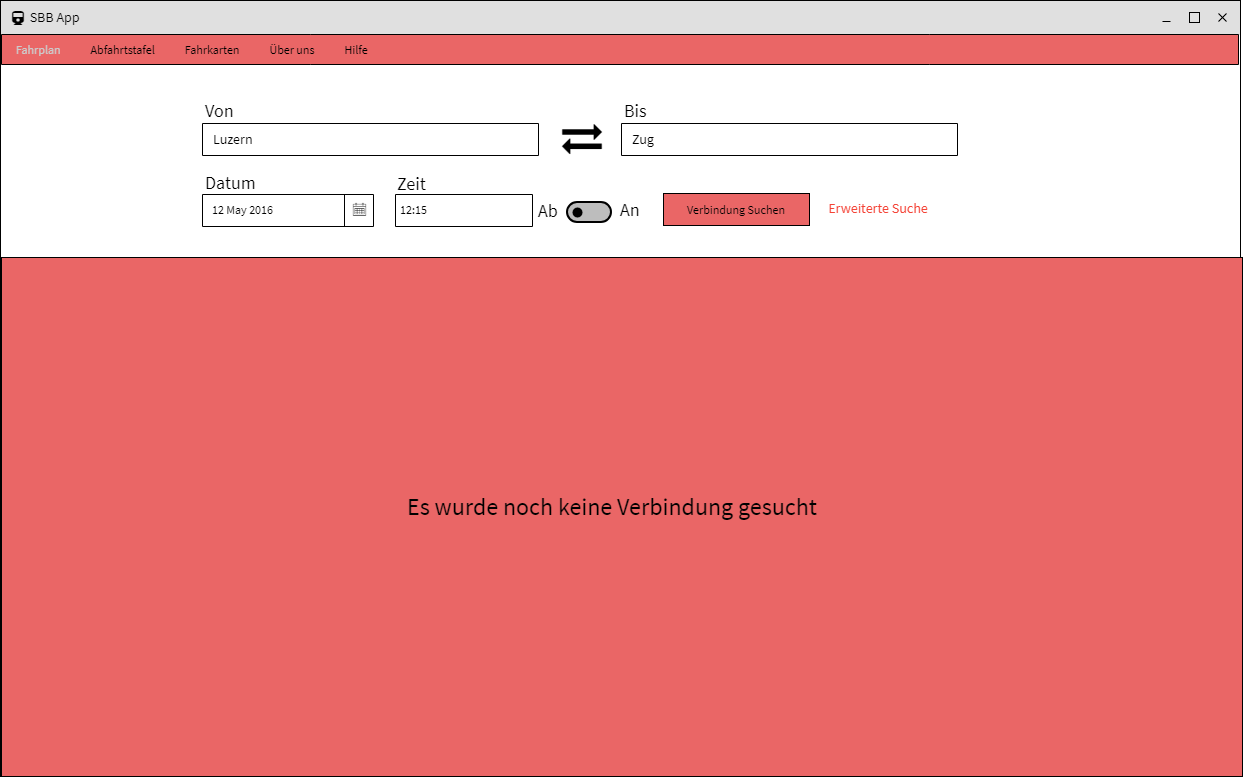 SBB App
Fahrplan Abfahrtstafel Fahrkarten Über uns Hilfe
Von Bis
Luzern Zug
Datum Zeit
12 May 2016 12:15 Ab An Verbindung Suchen Erweiterte Suche
Es wurde noch keine Verbindung gesucht